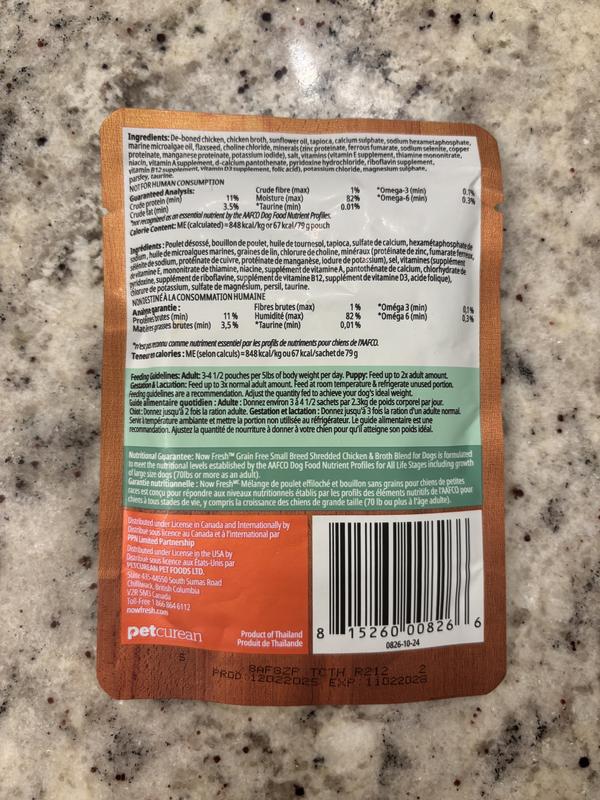 Ingredients: De-boned chicken, chicken broth, sunflower oil, tapioca, calcium sulphate, sodium hexametaphosphate,
marine microalgae oil, flaxseed, choline chloride, minerals (zinc proteinate, ferrous fumarate, sodium selenite, copper
proteinate, manganese proteinate, potassium iodide), salt, vitamins (vitamin E supplement, thiamine mononitrate,
niacin, vitamin A supplement, d-calcium pantothenate, pyridoxine hydrochloride, riboflavin supplement,
vitamin B12 supplement, vitamin D3 supplement, folic acid), potassium chloride, magnesium sulphate,
parsley, taurine.
NOT FOR HUMAN CONSUMPTION
Guaranteed Analysis: Crude fibre (max) 1% *Omega-3 (min) 0.1%
Crude protein (min) 11% Moisture (max) 82% *Omega-6 (min) 0.3%
Crude fat (min) 3.5% *Taurine (min) 0.01%
*not recognized as an essential nutrient by the AAFCO Dog Food Nutrient Profiles.
Calorie Content: ME (calculated) = 848 kcal/kg or 67 kcal/79 g pouch
Ingrédients : Poulet désossé, bouillon de poulet, huile de tournesol, tapioca, sulfate de calcium, hexamétaphosphate de
sodium, huile de microalgues marines, graines de lin, chlorure de choline, minéraux (protéinate de zinc, fumarate ferreux,
sélénite de sodium, protéinate de cuivre, protéinate de manganèse, iodure de potassium), sel, vitamines (supplément
de vitamine E, mononitrate de thiamine, niacine, supplément de vitamine A, pantothénate de calcium, chlorhydrate de
pyridoxine, supplément de riboflavine, supplément de vitamine B12, supplément de vitamine D3, acide folique),
chlorure de potassium, sulfate de magnésium, persil, taurine.
NON DESTINÉ À LA CONSOMMATION HUMAINE
Analyse garantie : Fibres brutes (max) 1 % *Oméga 3 (min) 0,1%
Protéines brutes (min) 11 % Humidité (max) 82 % *Oméga 6 (min) 0,3%
Matières grasses brutes (min) 3,5 % *Taurine (min) 0,01%
*n'est pas reconnu comme nutriment essentiel par les profils de nutriments pour chiens de l'AAFCO.
Teneur en calories : ME (selon calculs) = 848 kcal/kg ou 67 kcal/sachet de 79 g
Feeding Guidelines: Adult: 3-4 1/2 pouches per 5lbs of body weight per day. Puppy: Feed up to 2x adult amount.
Gestation & Lactation: Feed up to 3x normal adult amount. Feed at room temperature & refrigerate unused portion.
Feeding guidelines are a recommendation. Adjust the quantity fed to achieve your dog's ideal weight.
Guide alimentaire quotidien : Adulte : Donnez environ 3 à 4 1/2 sachets par 2.3kg de poids corporel par jour.
Chiot : Donnez jusqu'à 2 fois la ration adulte. Gestation et lactation : Donnez jusqu'à 3 fois la ration d'un adulte normal.
Servir à température ambiante et mettre la portion non utilisée au réfrigérateur. Le guide alimentaire est une
recommandation. Ajustez la quantité de nourriture à donner à votre chien pour qu'il atteigne son poids idéal.
Nutritional Guarantee: Now Fresh™ Grain Free Small Breed Shredded Chicken & Broth Blend for Dogs is formulated
to meet the nutritional levels established by the AAFCO Dog Food Nutrient Profiles for All Life Stages including growth
of large size dogs (70lbs or more as an adult).
Garantie nutritionnelle : Now Fresh MC Mélange de poulet effiloché et bouillon sans grains pour chiens de petites
races est conçu pour répondre aux niveaux nutritionnels établis par les profils des éléments nutritifs de l'AAFCO pour
chiens à tous stades de vie, y compris la croissance des chiens de grande taille (70 lb ou plus à l'âge adulte).
Distributed under License in Canada and Internationally by
Distribué sous licence au Canada et à l'international par
PPN Limited Partnership
Distributed under License in the USA by
Distribué sous licence aux États-Unis par
PETCUREAN PET FOODS LTD.
Suite 435-44550 South Sumas Road
Chilliwack, British Columbia
V2R 5M3 Canada
Toll-Free 1 866 864 6112
nowfresh.com
petcurean
Product of Thailand
Produit de Thaïlande
8 15260 00826 6
0826-10-24
S
8AF82P TCTH R212 2
PROD 12022025 EXP 11022028